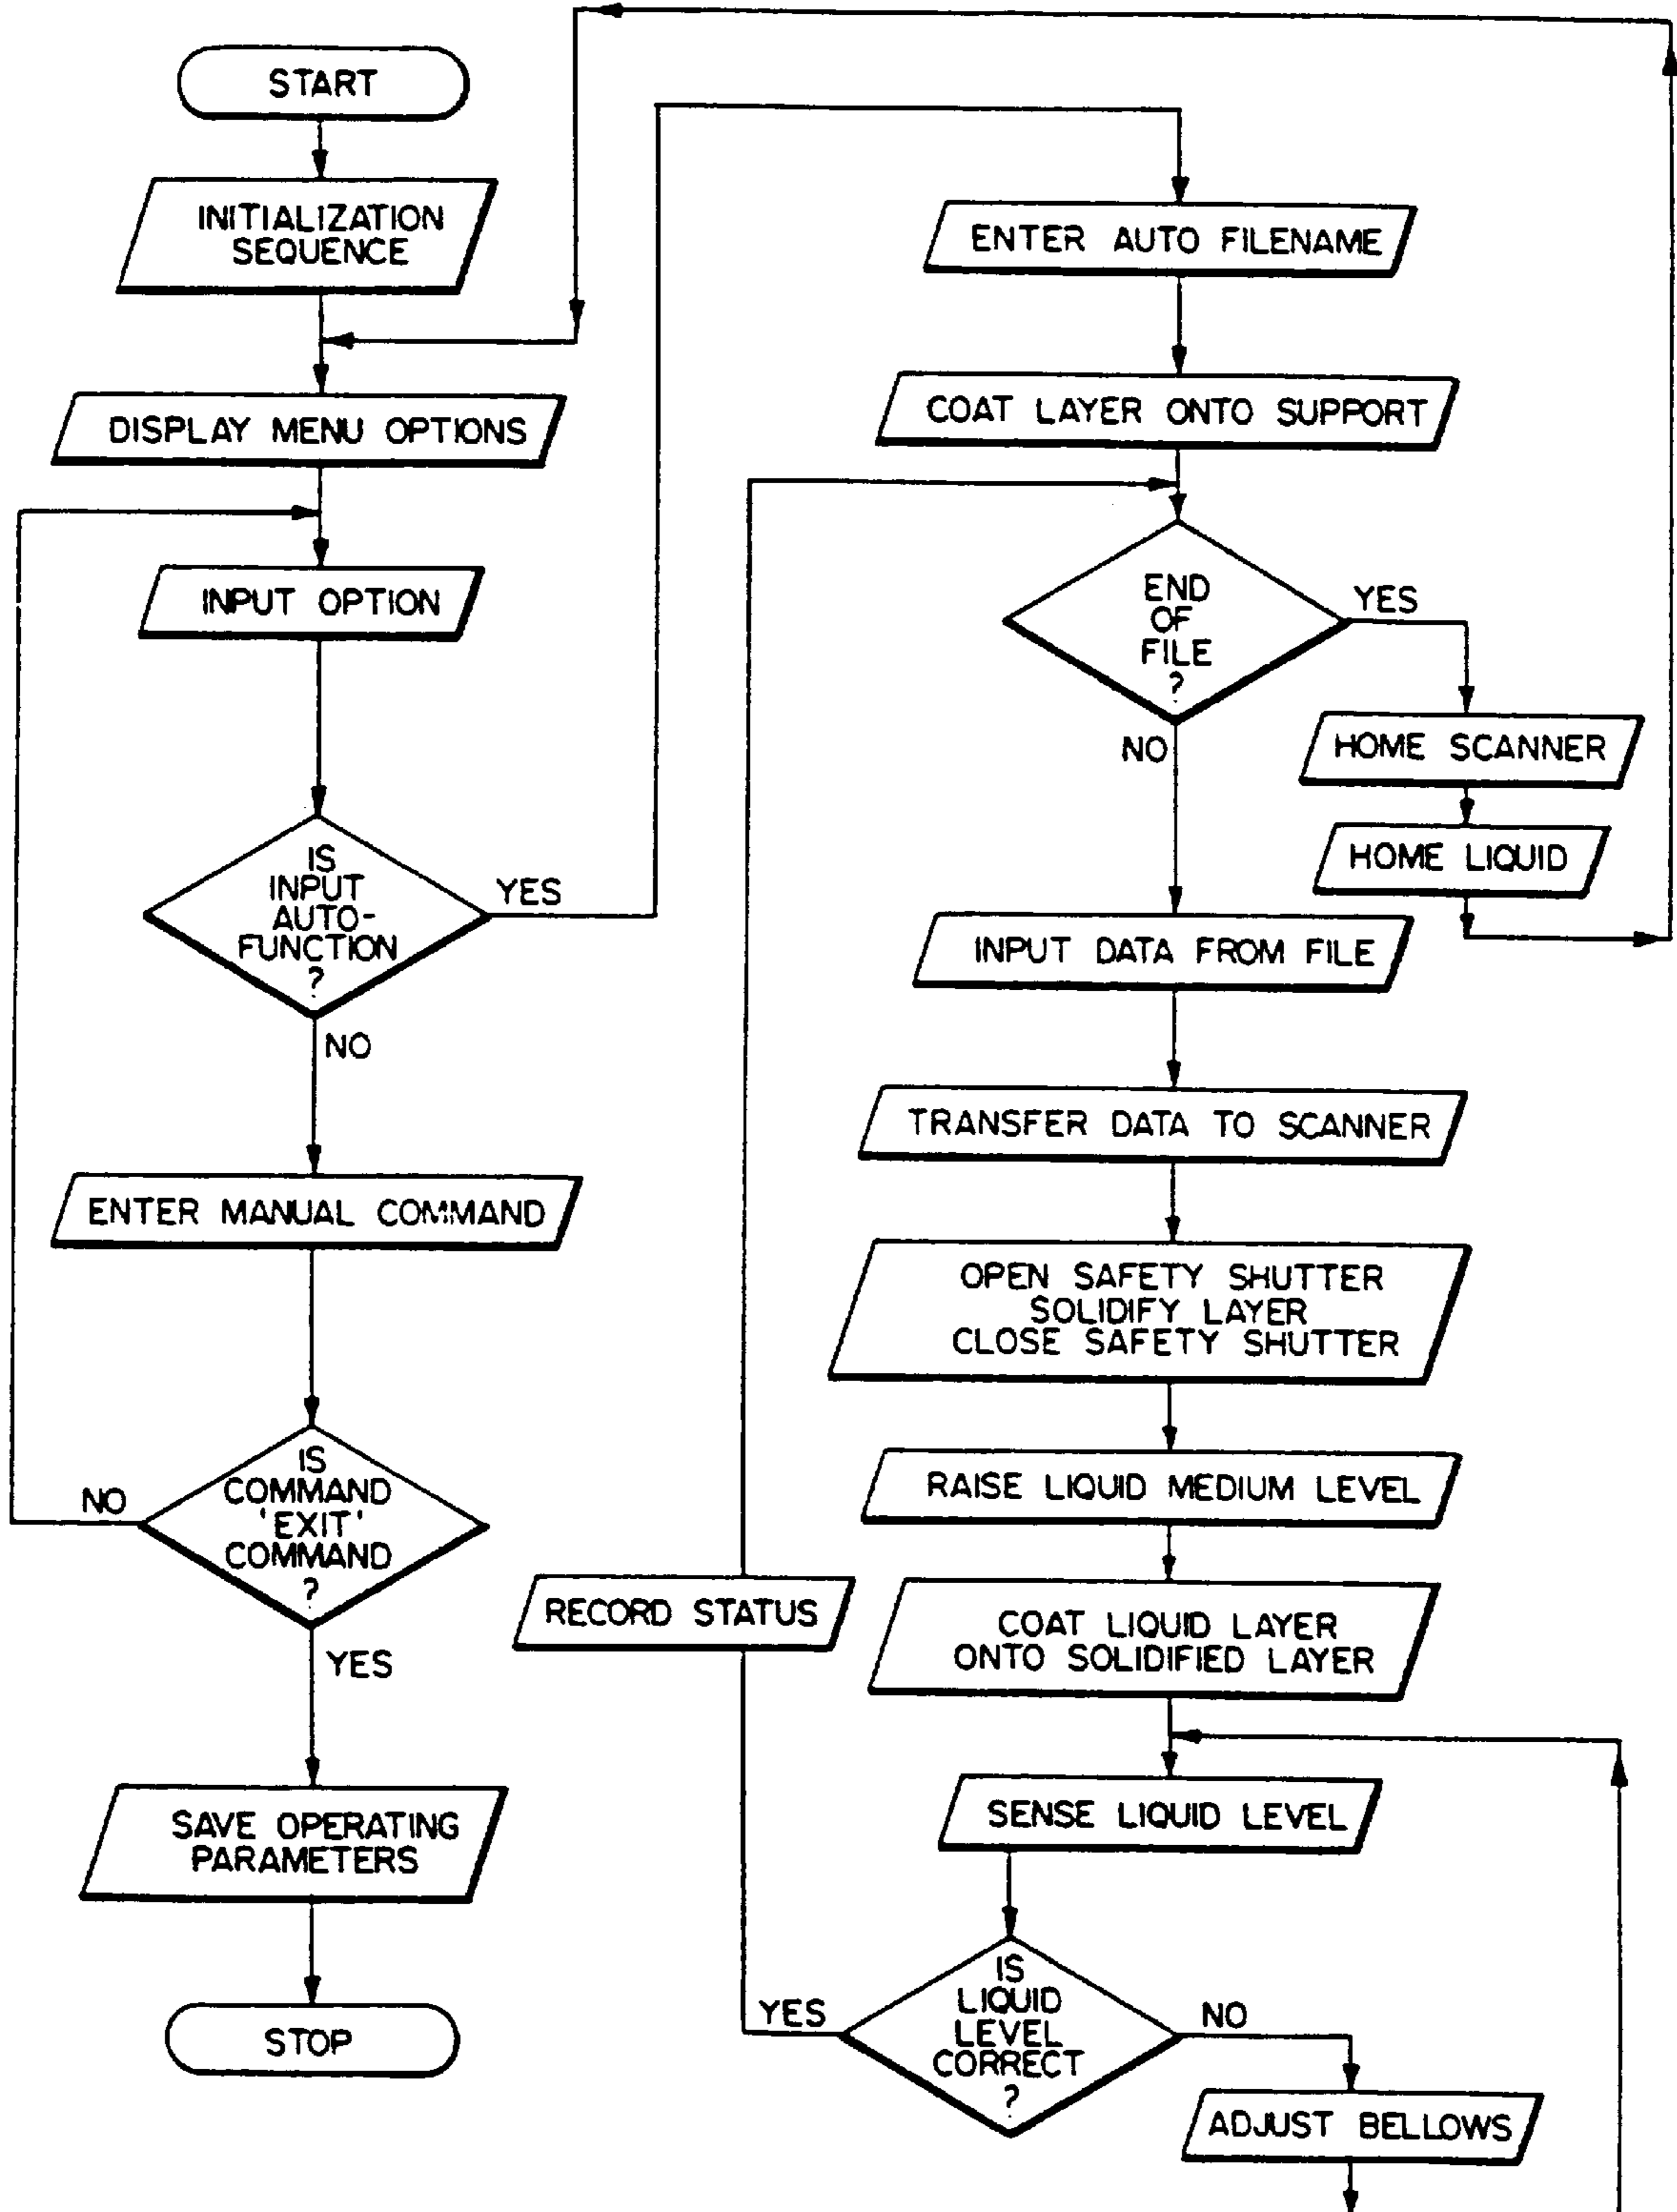 START
INITIALIZATION
SEQUENCE
DISPLAY MENU OPTIONS
INPUT OPTION
IS
INPUT
AUTO-
FUNCTION
?
YES
NO
ENTER MANUAL COMMAND
IS
COMMAND
'EXIT'
COMMAND
?
NO
YES
SAVE OPERATING
PARAMETERS
STOP
ENTER AUTO FILENAME
COAT LAYER ONTO SUPPORT
END
OF
FILE
?
YES
NO
HOME SCANNER
HOME LIQUID
INPUT DATA FROM FILE
TRANSFER DATA TO SCANNER
OPEN SAFETY SHUTTER
SOLIDIFY LAYER
CLOSE SAFETY SHUTTER
RAISE LIQUID MEDIUM LEVEL
COAT LIQUID LAYER
ONTO SOLIDIFIED LAYER
RECORD STATUS
SENSE LIQUID LEVEL
IS
LIQUID
LEVEL
CORRECT
?
YES
NO
ADJUST BELLOWS